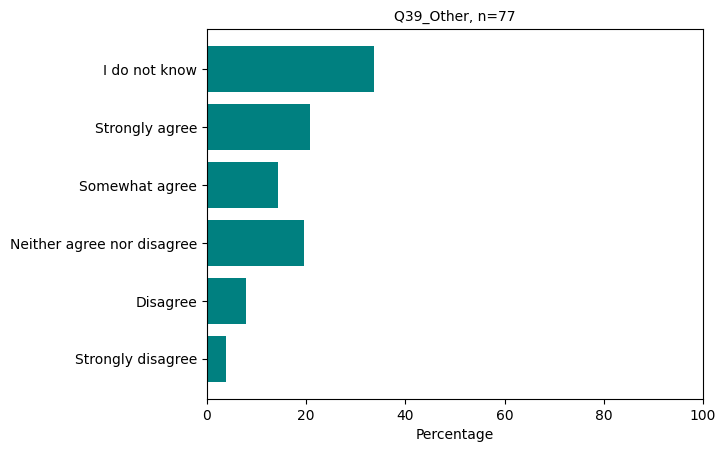 Q39_Other, n=77
I do not know
Strongly agree
Somewhat agree
Neither agree nor disagree
Disagree
Strongly disagree
0 20 40 60 80 100
Percentage